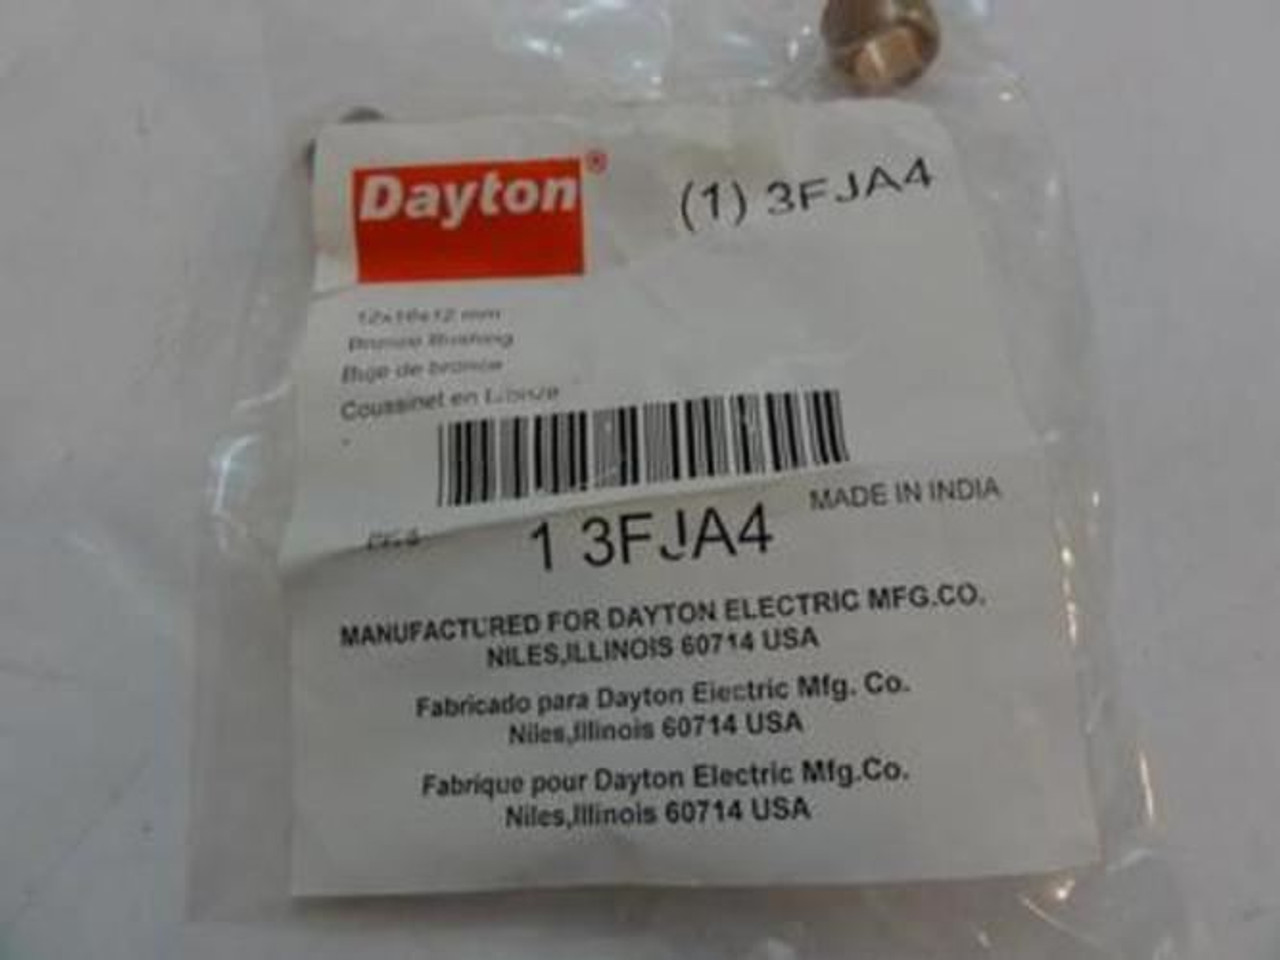 Dayton®
(1) 3FJA4
mm
Bronze Bushing
Buje de bronce
Coussinet en bronze
MADE IN INDIA
1 3FJA4
MANUFACTURED FOR DAYTON ELECTRIC MFG.CO.
NILES,ILLINOIS 60714 USA
Fabricado para Dayton Electric Mfg. Co.
Niles,Illinois 60714 USA
Fabrique pour Dayton Electric Mfg.Co.
Niles,Illinois 60714 USA